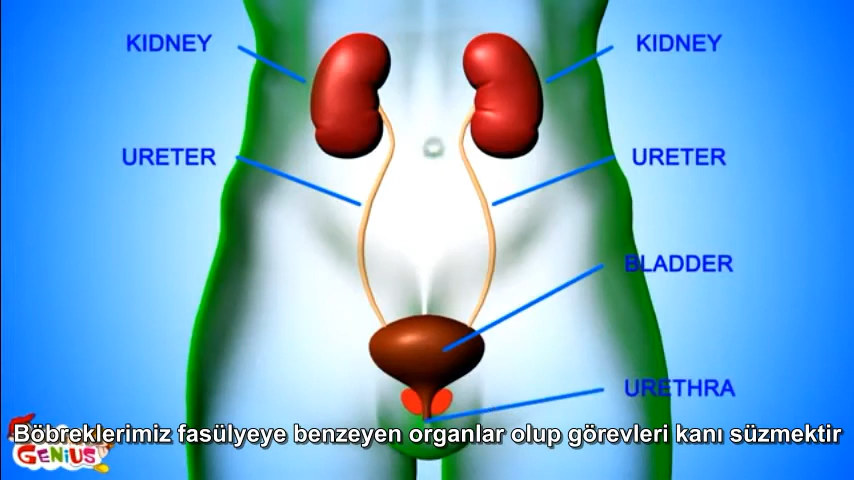 KIDNEY
KIDNEY
URETER
URETER
BLADDER
URETHRA
Böbreklerimiz fasülyeye benzeyen organlar olup görevleri kanı süzmektir
GENiUS